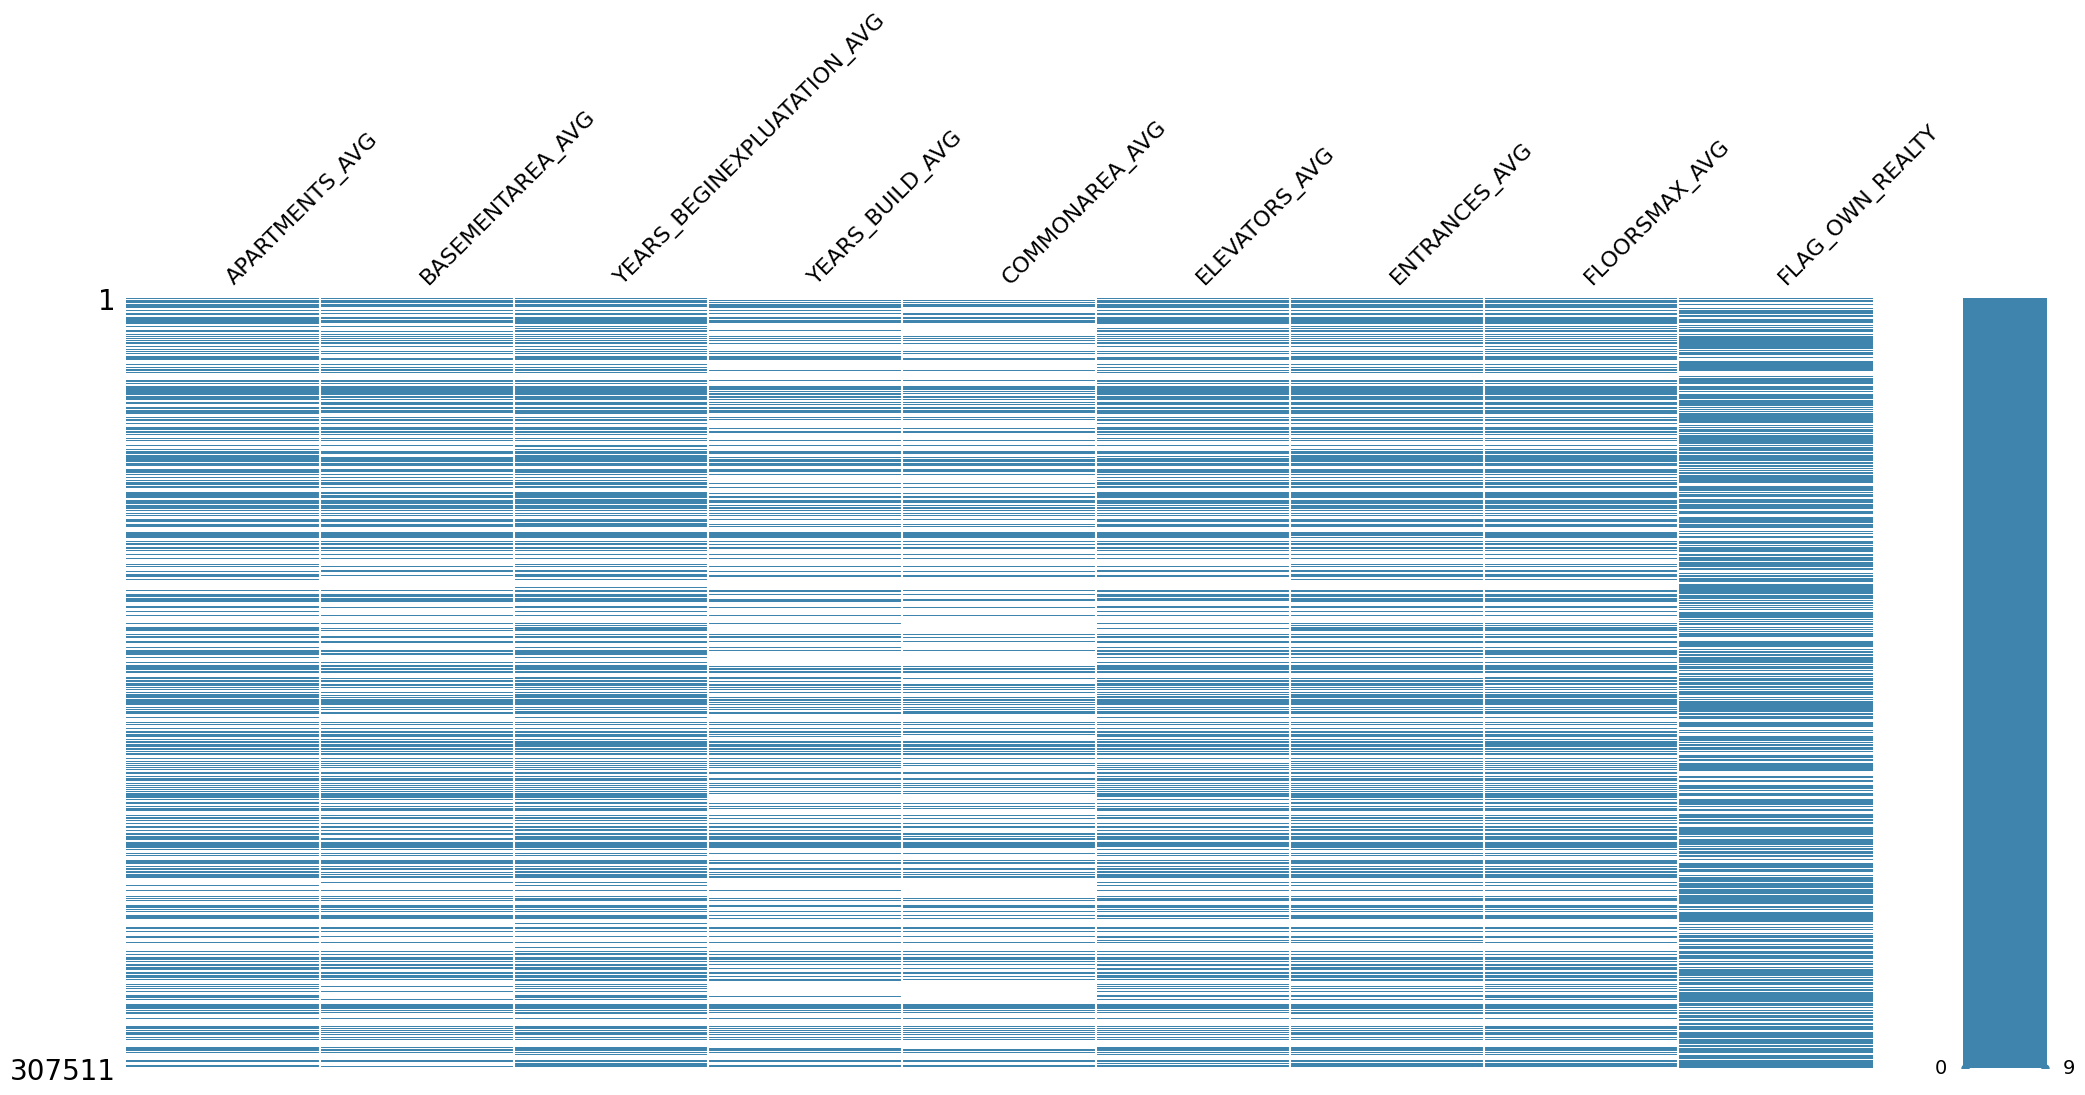 APARTMENTS_AVG
BASEMENTAREA_AVG
YEARS_BEGINEXPLUATATION_AVG
YEARS_BUILD_AVG
COMMONAREA_AVG
ELEVATORS_AVG
ENTRANCES_AVG
FLOORSMAX_AVG
FLAG_OWN_REALTY
1
307511
0
9